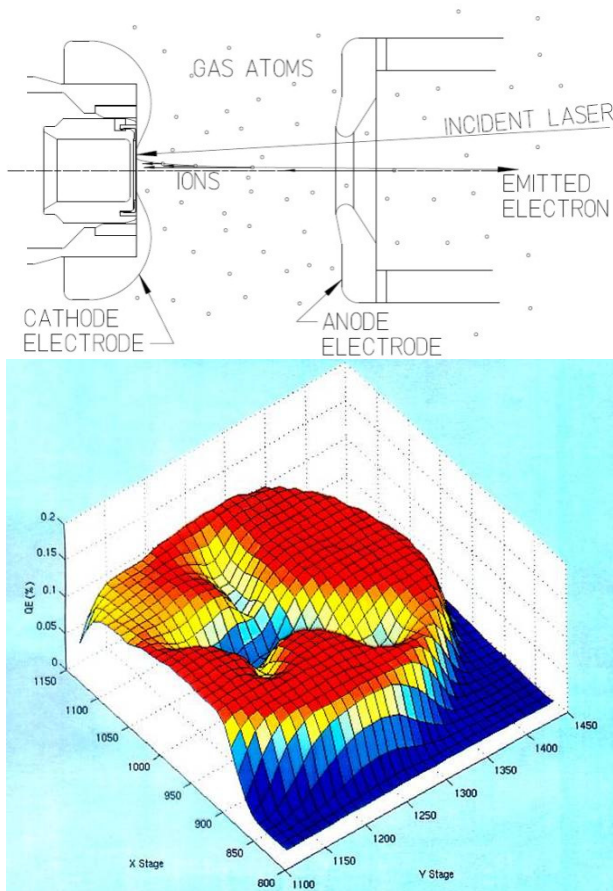 GAS ATOMS
INCIDENT LASER
IONS
EMITTED
ELECTRON
CATHODE
ELECTRODE
ANODE
ELECTRODE
0.2
0.15
0.1
0.05
0
QE (%)
1150
1100
1050
1000
950
900
850
800
X Stage
1100
1150
1200
1250
1300
1350
1400
1450
Y Stage